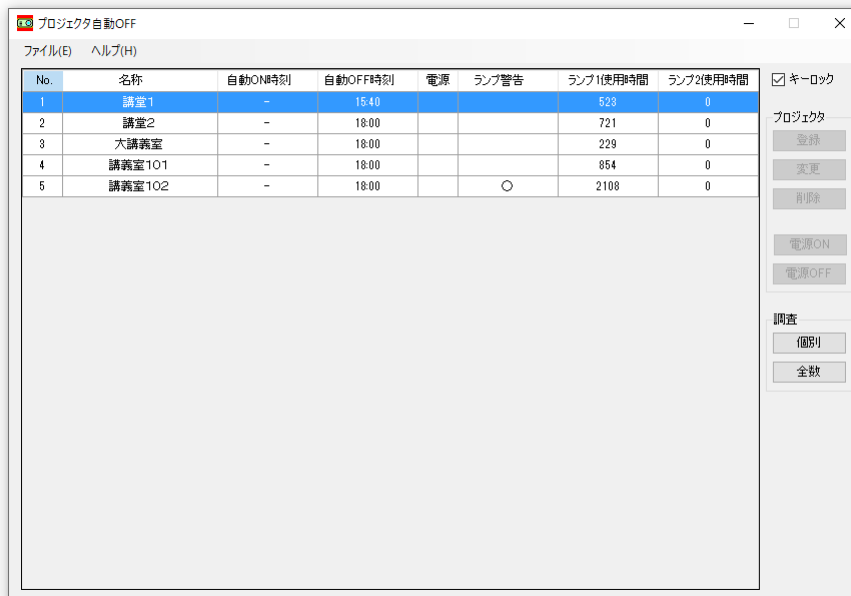 プロジェクタ自動OFF
ファイル(E) ヘルプ(H)
No. 名称 自動ON時刻 自動OFF時刻 電源 ランプ警告 ランプ1使用時間 ランプ2使用時間
1 講堂1 - 15:40 523 0
2 講堂2 - 18:00 721 0
3 大講義室 - 18:00 229 0
4 講義室101 - 18:00 854 0
5 講義室102 - 18:00 ○ 2108 0
キーロック
プロジェクタ
登録
変更
削除
電源ON
電源OFF
調査
個別
全数